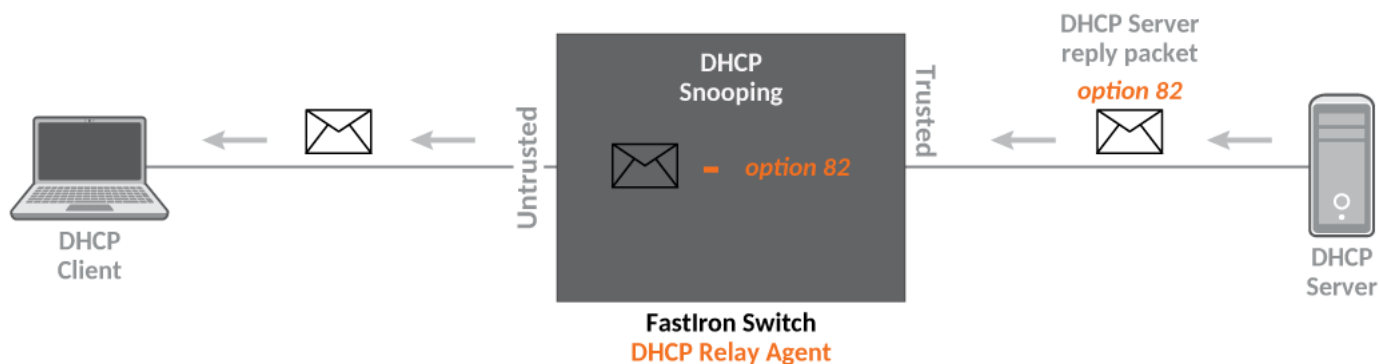 DHCP Server
reply packet
option 82
DHCP
Snooping
Trusted
Untrusted
- option 82
DHCP
Client
DHCP
Server
FastIron Switch
DHCP Relay Agent